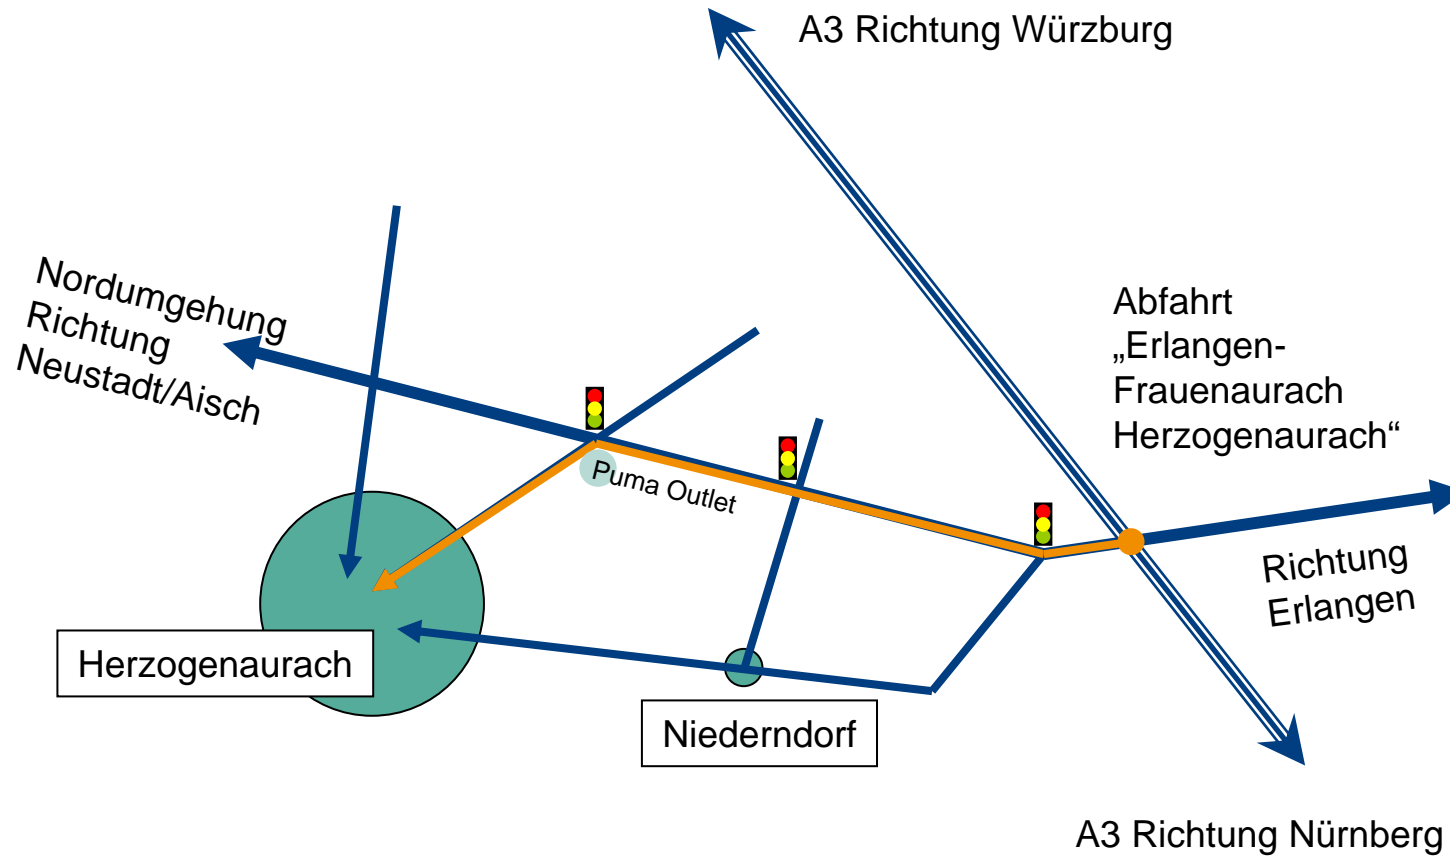 A3 Richtung Würzburg
Nordumgehung
Richtung
Neustadt/Aisch
Abfahrt
„Erlangen-
Frauenaurach
Herzogenaurach“
Puma Outlet
Richtung
Erlangen
Herzogenaurach
Niederndorf
A3 Richtung Nürnberg